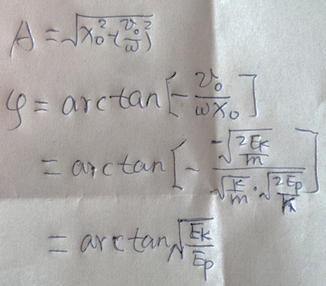 A = √(x₀² + (v₀/ω)²)
φ = arctan[-v₀/(ωx₀)]
= arctan[-(-√(2Eₖ/m))/(√(k/m)·√(2Eₚ/k))]
= arctan√(Eₖ/Eₚ)